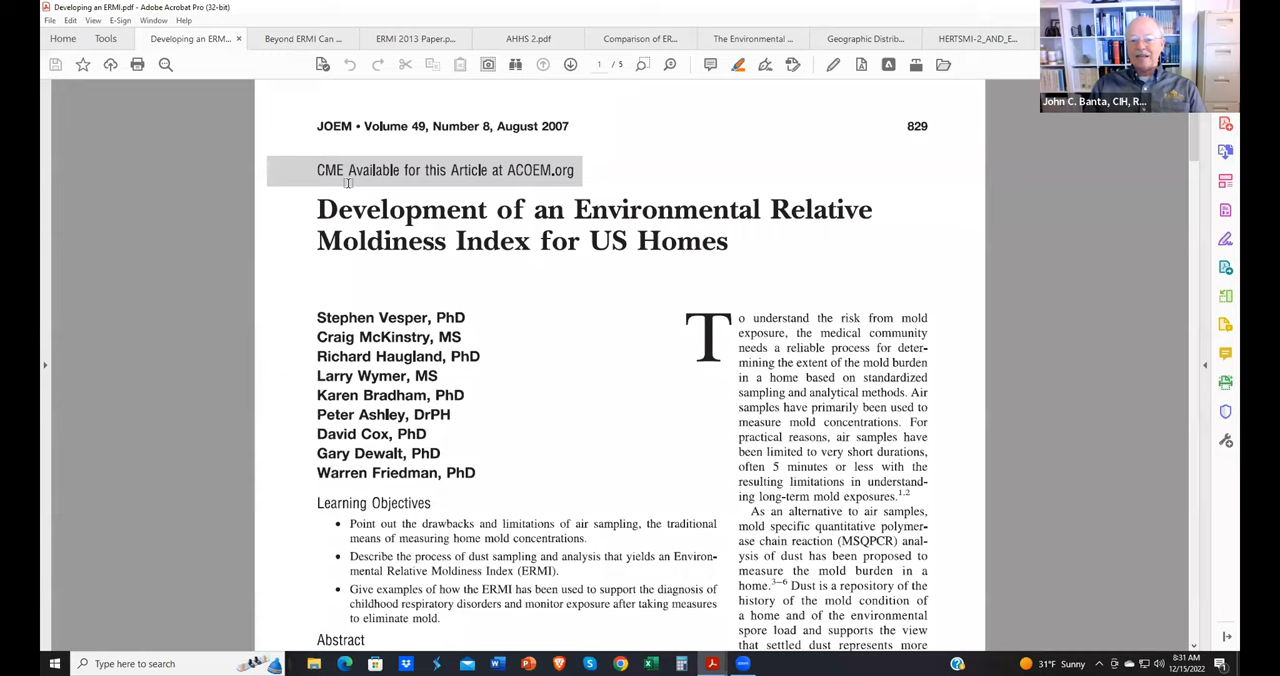 Developing an ERMI.pdf - Adobe Acrobat Pro (32-bit)
File Edit View E-Sign Window Help
Home Tools Developing an ERM... × Beyond ERMI Can ... ERMI 2013 Paper.p... AHHS 2.pdf Comparison of ER... The Environmental ... Geographic Distrib... HERTSMI-2_AND_E...
1 / 5
John C. Banta, CIH, R...
JOEM • Volume 49, Number 8, August 2007
829
CME Available for this Article at ACOEM.org
Development of an Environmental Relative
Moldiness Index for US Homes
Stephen Vesper, PhD
Craig McKinstry, MS
Richard Haugland, PhD
Larry Wymer, MS
Karen Bradham, PhD
Peter Ashley, DrPH
David Cox, PhD
Gary Dewalt, PhD
Warren Friedman, PhD
Learning Objectives
• Point out the drawbacks and limitations of air sampling, the traditional
means of measuring home mold concentrations.
• Describe the process of dust sampling and analysis that yields an Environ-
mental Relative Moldiness Index (ERMI).
• Give examples of how the ERMI has been used to support the diagnosis of
childhood respiratory disorders and monitor exposure after taking measures
to eliminate mold.
Abstract
To understand the risk from mold
exposure, the medical community
needs a reliable process for deter-
mining the extent of the mold burden
in a home based on standardized
sampling and analytical methods. Air
samples have primarily been used to
measure mold concentrations. For
practical reasons, air samples have
been limited to very short durations,
often 5 minutes or less with the
resulting limitations in understand-
ing long-term mold exposures.1,2
As an alternative to air samples,
mold specific quantitative polymer-
ase chain reaction (MSQPCR) anal-
ysis of dust has been proposed to
measure the mold burden in a
home.3–6 Dust is a repository of the
history of the mold condition of
a home and of the environmental
spore load and supports the view
that settled dust represents more
Type here to search
31°F Sunny
8:31 AM
12/15/2022